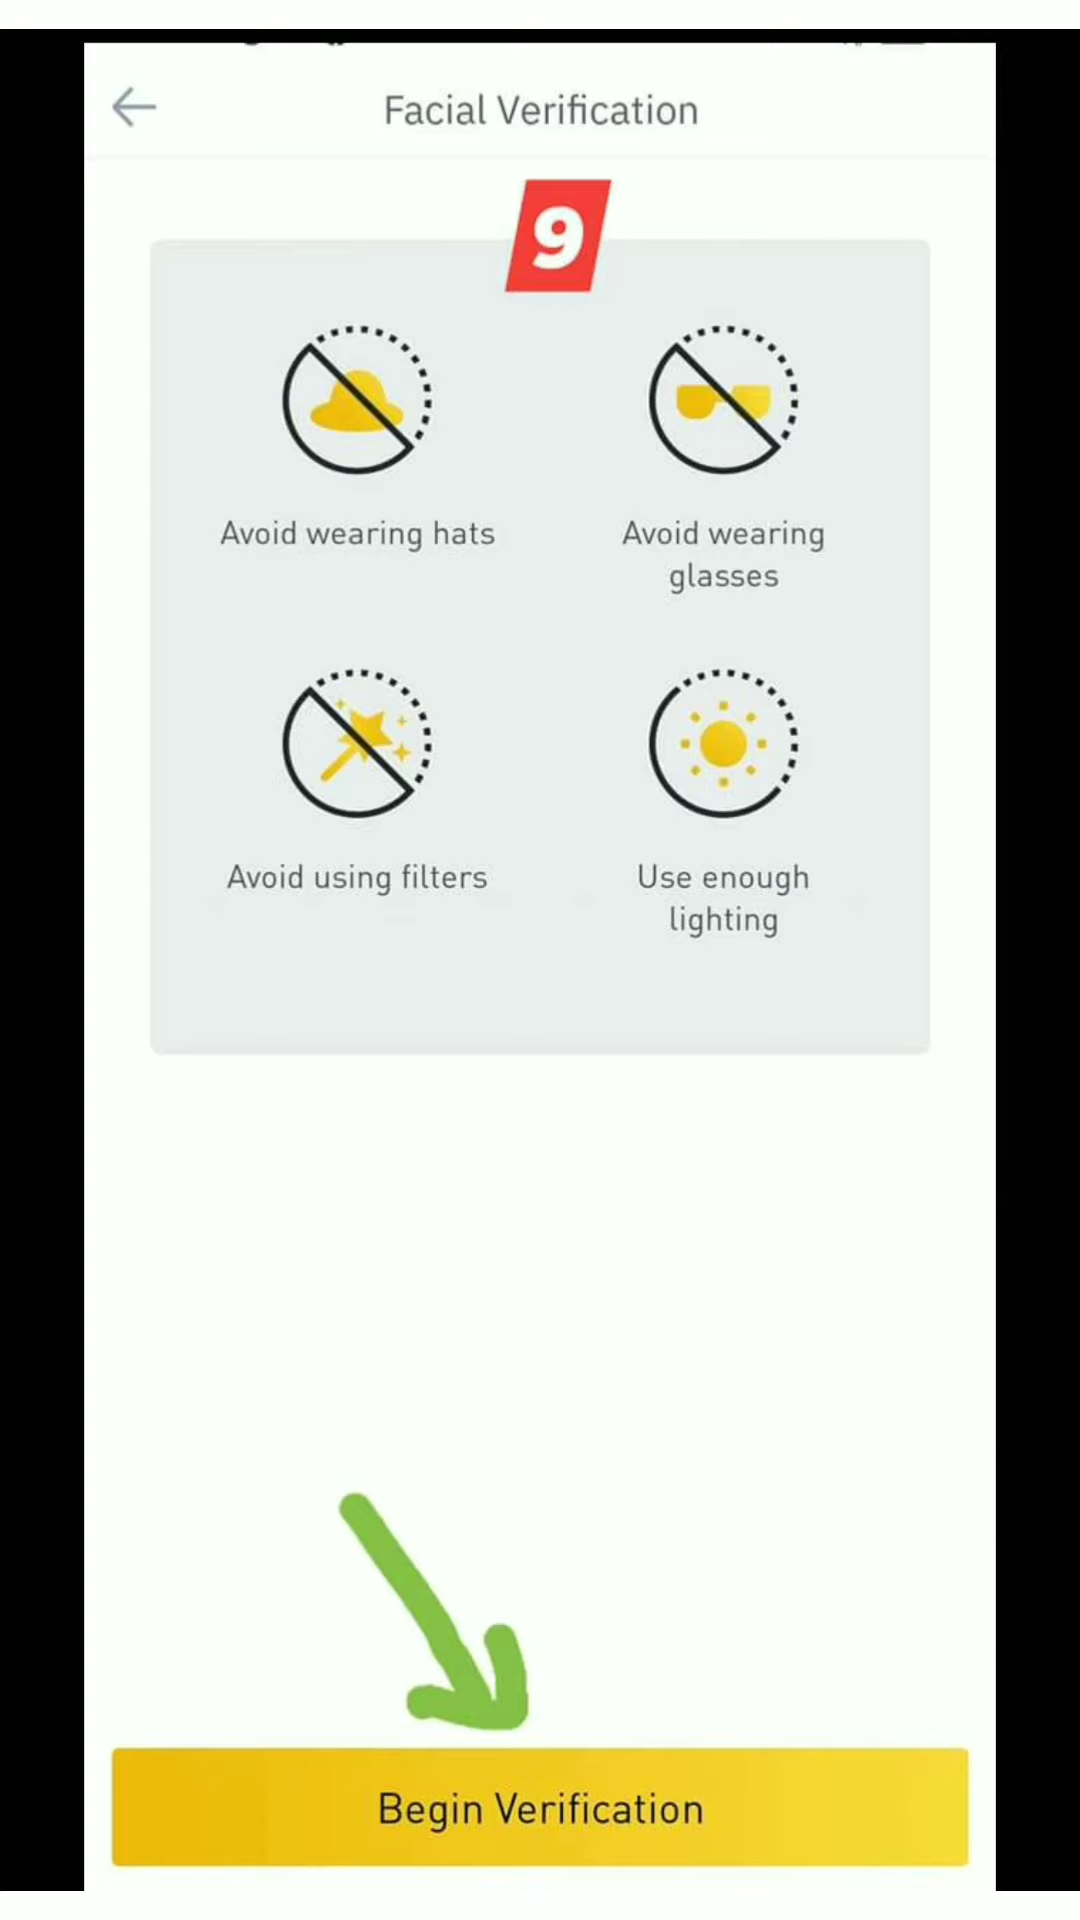 Facial Verification
9
Avoid wearing hats
Avoid wearing
glasses
Avoid using filters
Use enough
lighting
Begin Verification